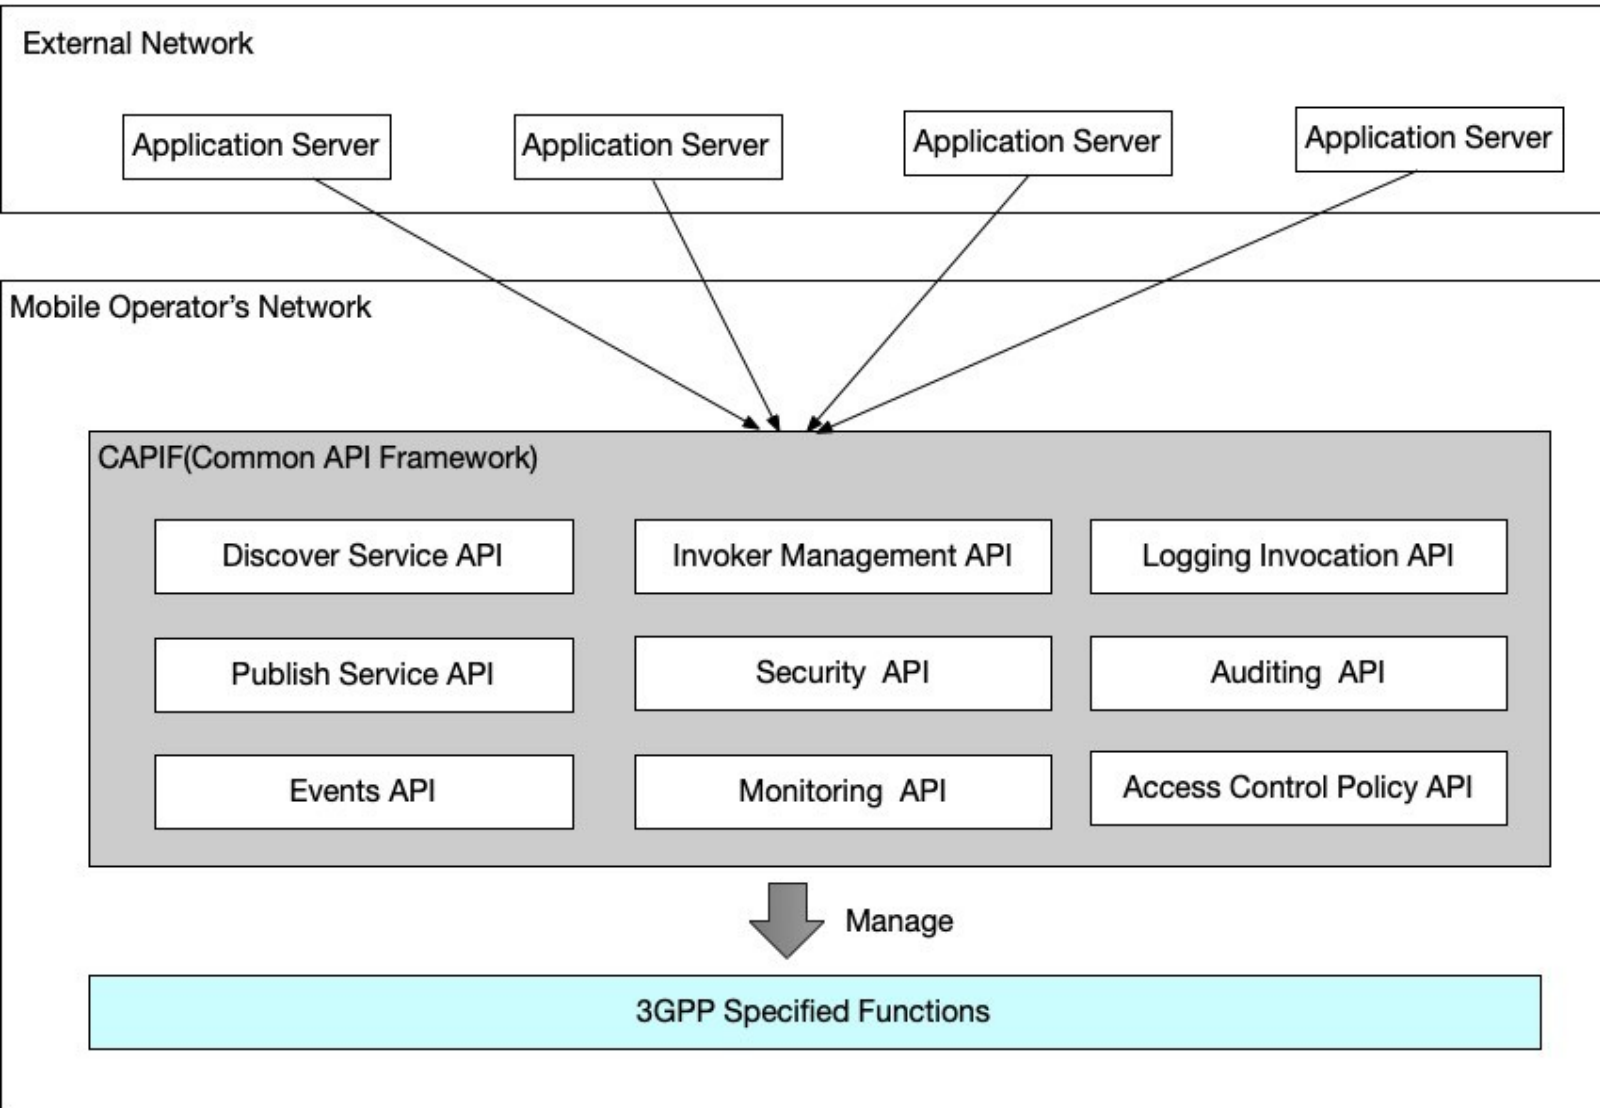 External Network
Application Server
Application Server
Application Server
Application Server
Mobile Operator’s Network
CAPIF(Common API Framework)
Discover Service API
Invoker Management API
Logging Invocation API
Publish Service API
Security  API
Auditing  API
Events API
Monitoring  API
Access Control Policy API
Manage
3GPP Specified Functions